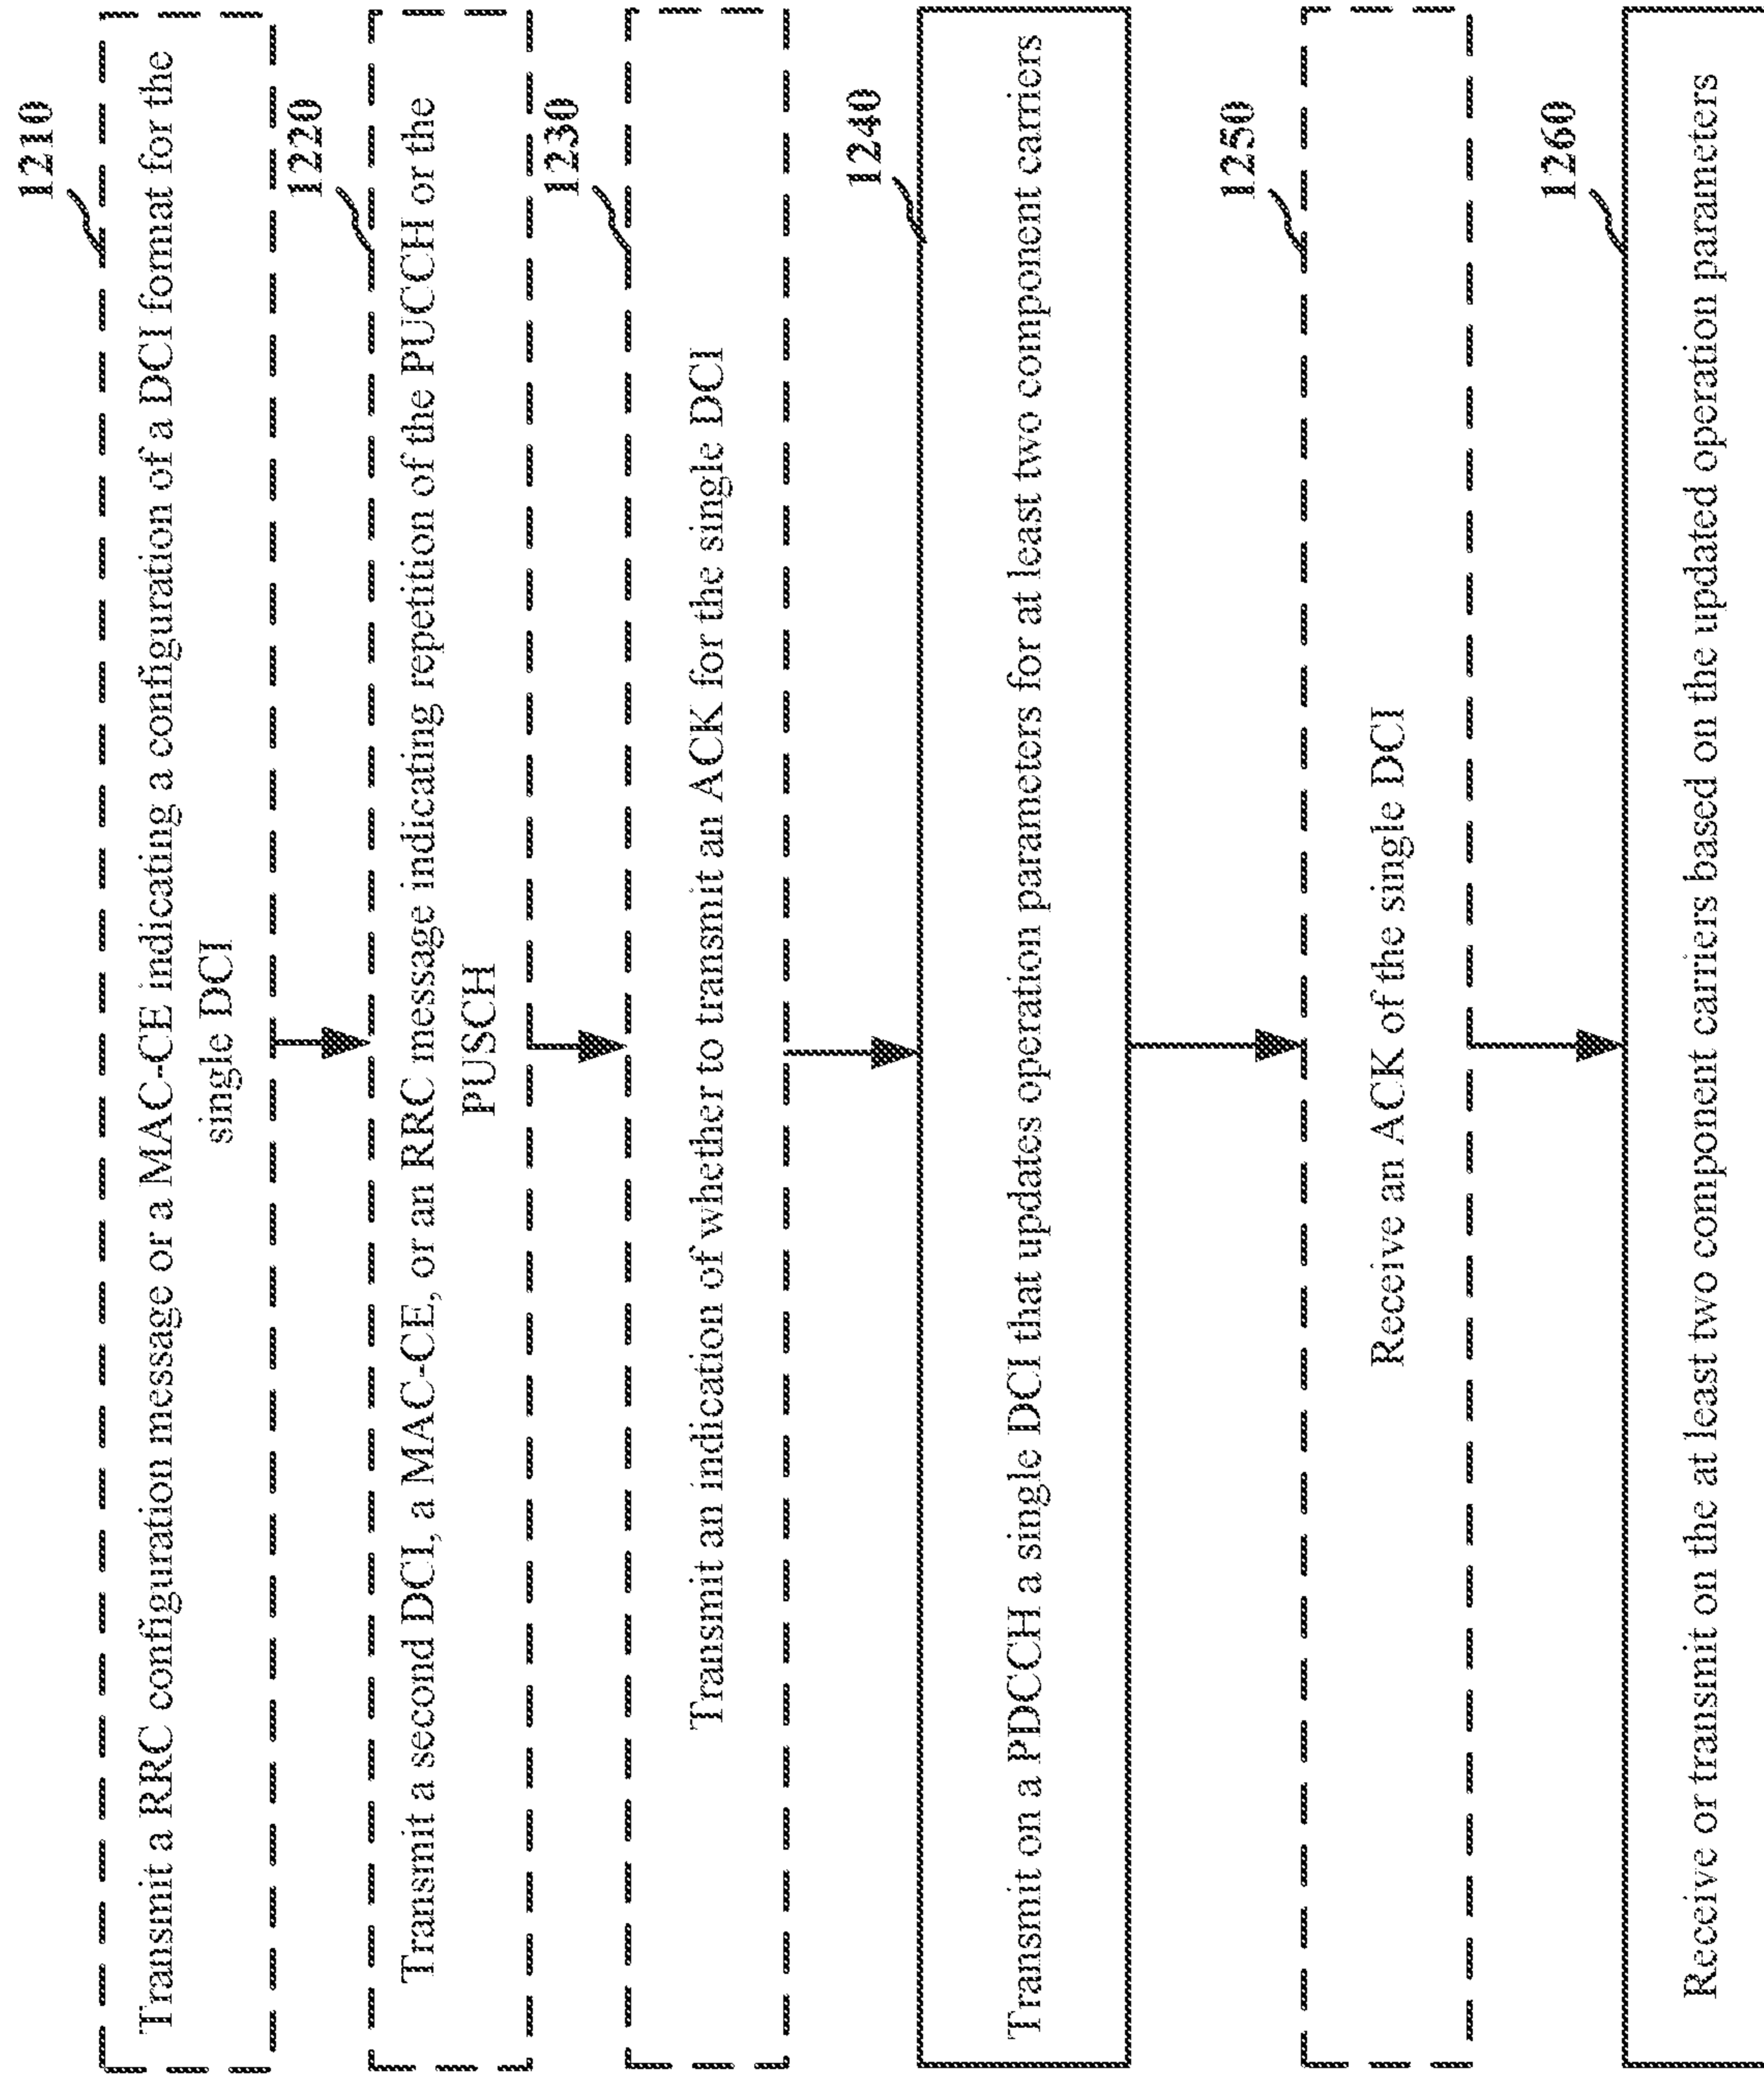 1210
Transmit a RRC configuration message or a MAC-CE indicating a configuration of a DCI format for the
single DCI
1220
Transmit a second DCI, a MAC-CE, or an RRC message indicating repetition of the PUCCH or the
PUSCH
1230
Transmit an indication of whether to transmit an ACK for the single DCI
1240
Transmit on a PDCCH a single DCI that updates operation parameters for at least two component carriers
1250
Receive an ACK of the single DCI
1260
Receive or transmit on the at least two component carriers based on the updated operation parameters